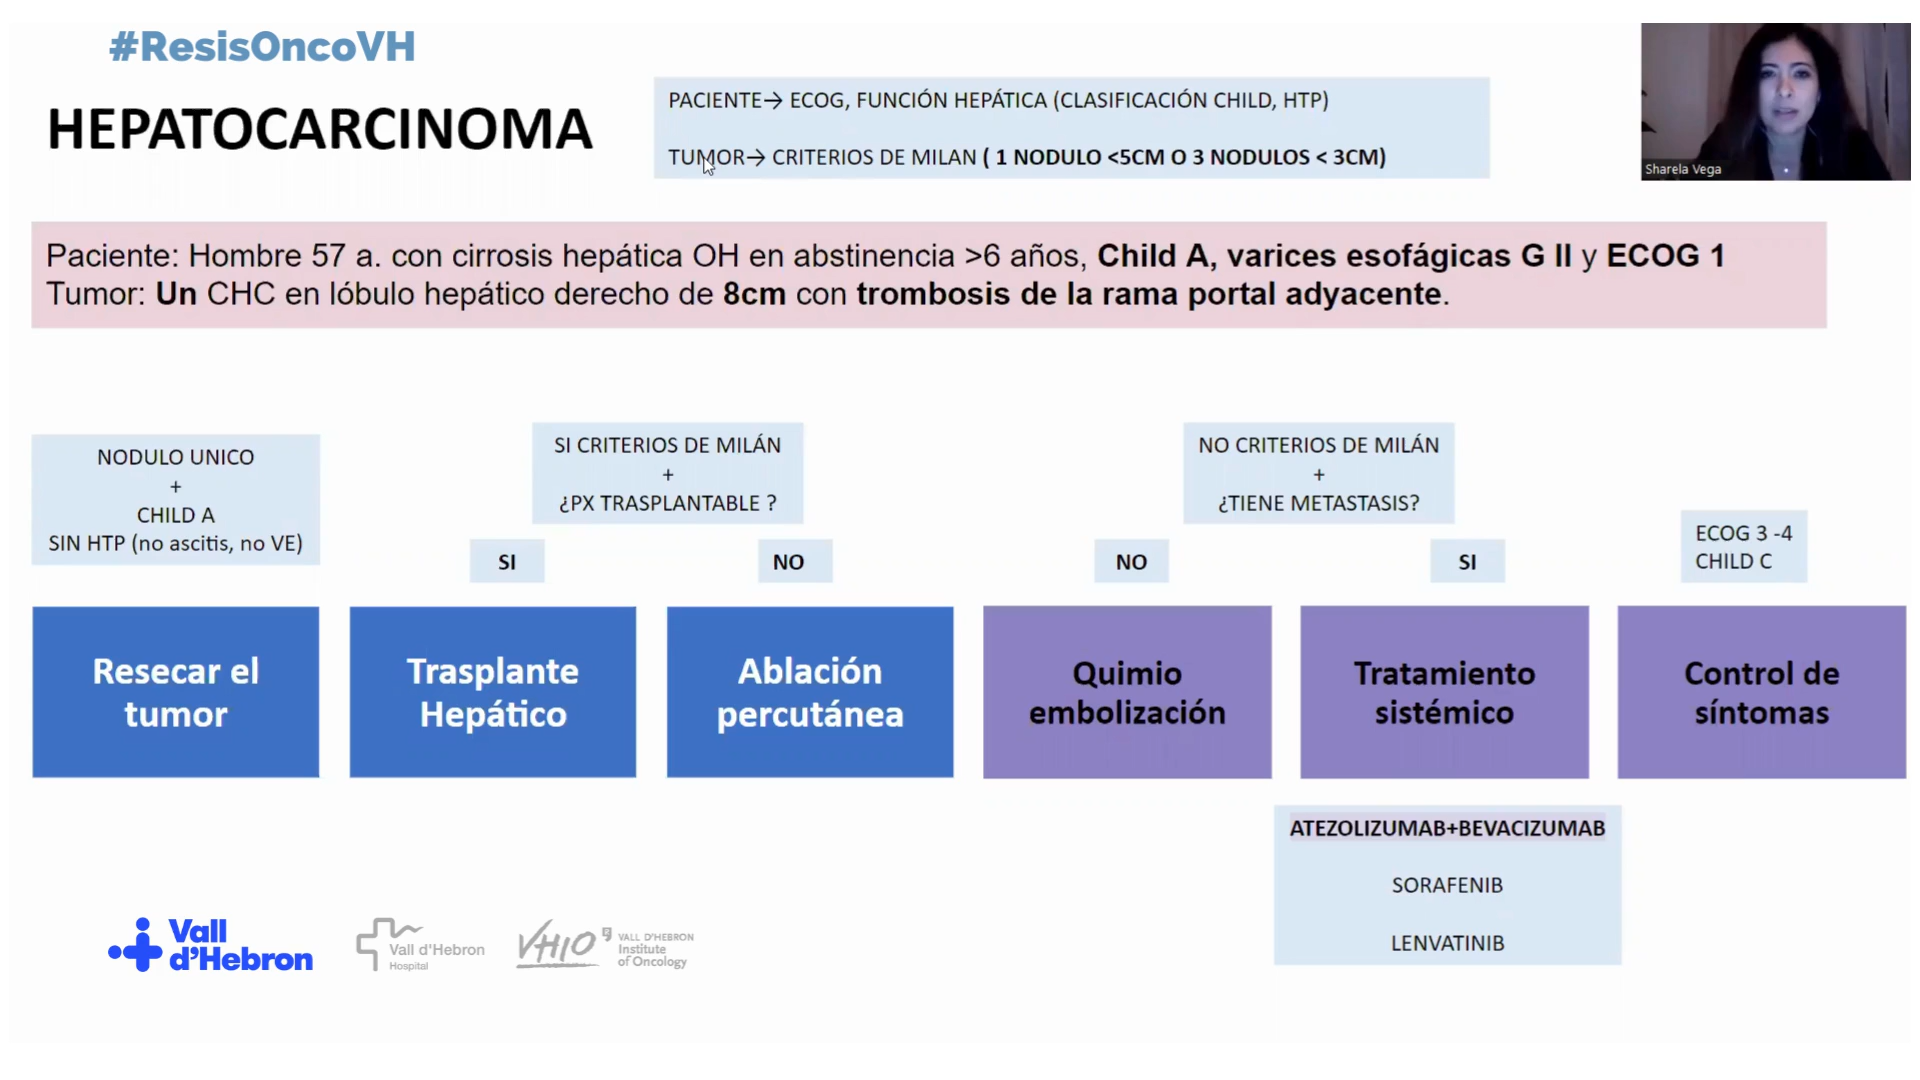 #ResisOncoVH
HEPATOCARCINOMA
PACIENTE→ ECOG, FUNCIÓN HEPÁTICA (CLASIFICACIÓN CHILD, HTP)
TUMOR→ CRITERIOS DE MILAN ( 1 NODULO <5CM O 3 NODULOS < 3CM)
Sharela Vega
Paciente: Hombre 57 a. con cirrosis hepática OH en abstinencia >6 años, Child A, varices esofágicas G II y ECOG 1
Tumor: Un CHC en lóbulo hepático derecho de 8cm con trombosis de la rama portal adyacente.
NODULO UNICO
+
CHILD A
SIN HTP (no ascitis, no VE)
SI CRITERIOS DE MILÁN
+
¿PX TRASPLANTABLE ?
SI
NO
NO CRITERIOS DE MILÁN
+
¿TIENE METASTASIS?
NO
SI
ECOG 3 -4
CHILD C
Resecar el
tumor
Trasplante
Hepático
Ablación
percutánea
Quimio
embolización
Tratamiento
sistémico
Control de
síntomas
ATEZOLIZUMAB+BEVACIZUMAB
SORAFENIB
LENVATINIB
Vall
d'Hebron
Vall d'Hebron
Hospital
VHIO
VALL D'HEBRON
Institute
of Oncology